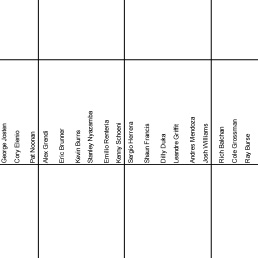 George Josten
Cory Elenio
Pat Noonan
Alex Grendi
Eric Brunner
Kevin Burns
Stanley Nyazamba
Emilio Renteria
Kenny Schoeni
Sergio Herrera
Shaun Francis
Dilly Duka
Leandre Griffit
Andres Mendoza
Josh Williams
Rich Balchan
Cole Grossman
Ray Burse